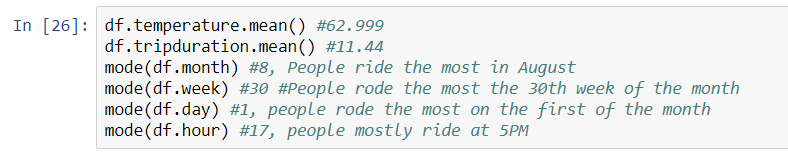 In [26]: df.temperature.mean() #62.999
df.tripduration.mean() #11.44
mode(df.month) #8, People ride the most in August
mode(df.week) #30 #People rode the most the 30th week of the month
mode(df.day) #1, people rode the most on the first of the month
mode(df.hour) #17, people mostly ride at 5PM